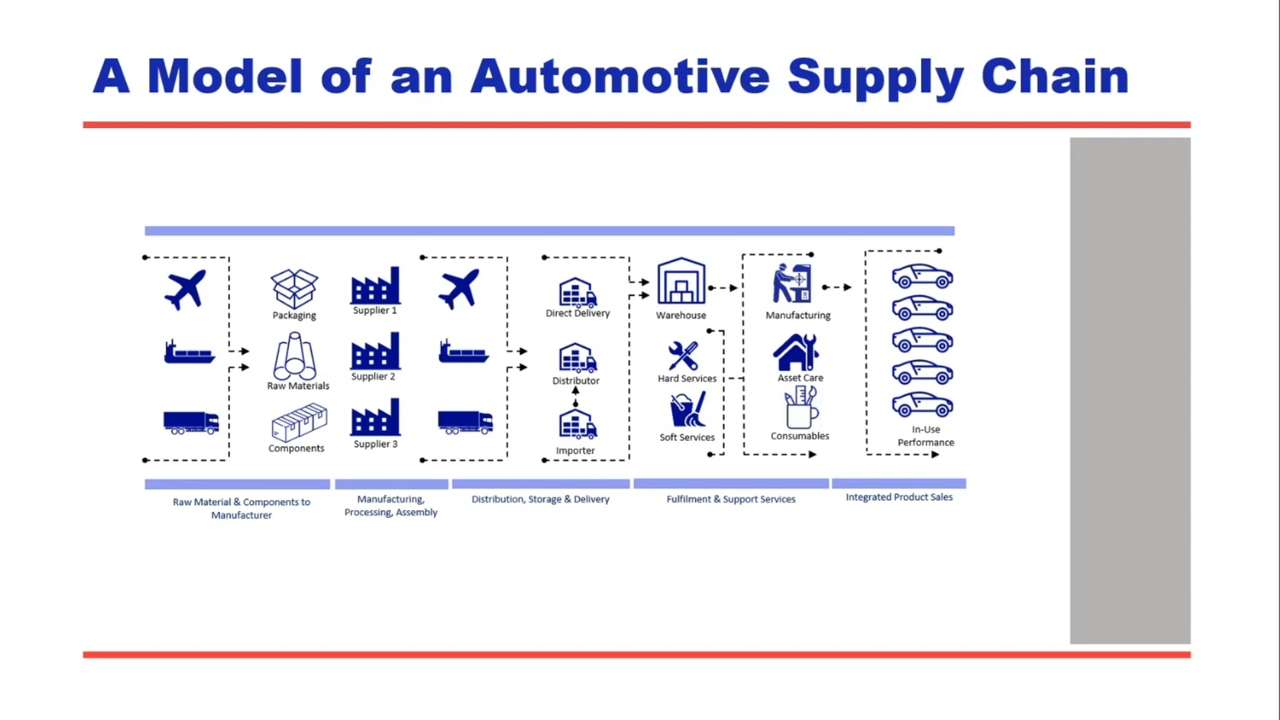 A Model of an Automotive Supply Chain
Packaging
Raw Materials
Components
Supplier 1
Supplier 2
Supplier 3
Direct Delivery
Distributor
Importer
Warehouse
Hard Services
Soft Services
Manufacturing
Asset Care
Consumables
In-Use
Performance
Raw Material & Components to
Manufacturer
Manufacturing,
Processing, Assembly
Distribution, Storage & Delivery
Fulfilment & Support Services
Integrated Product Sales